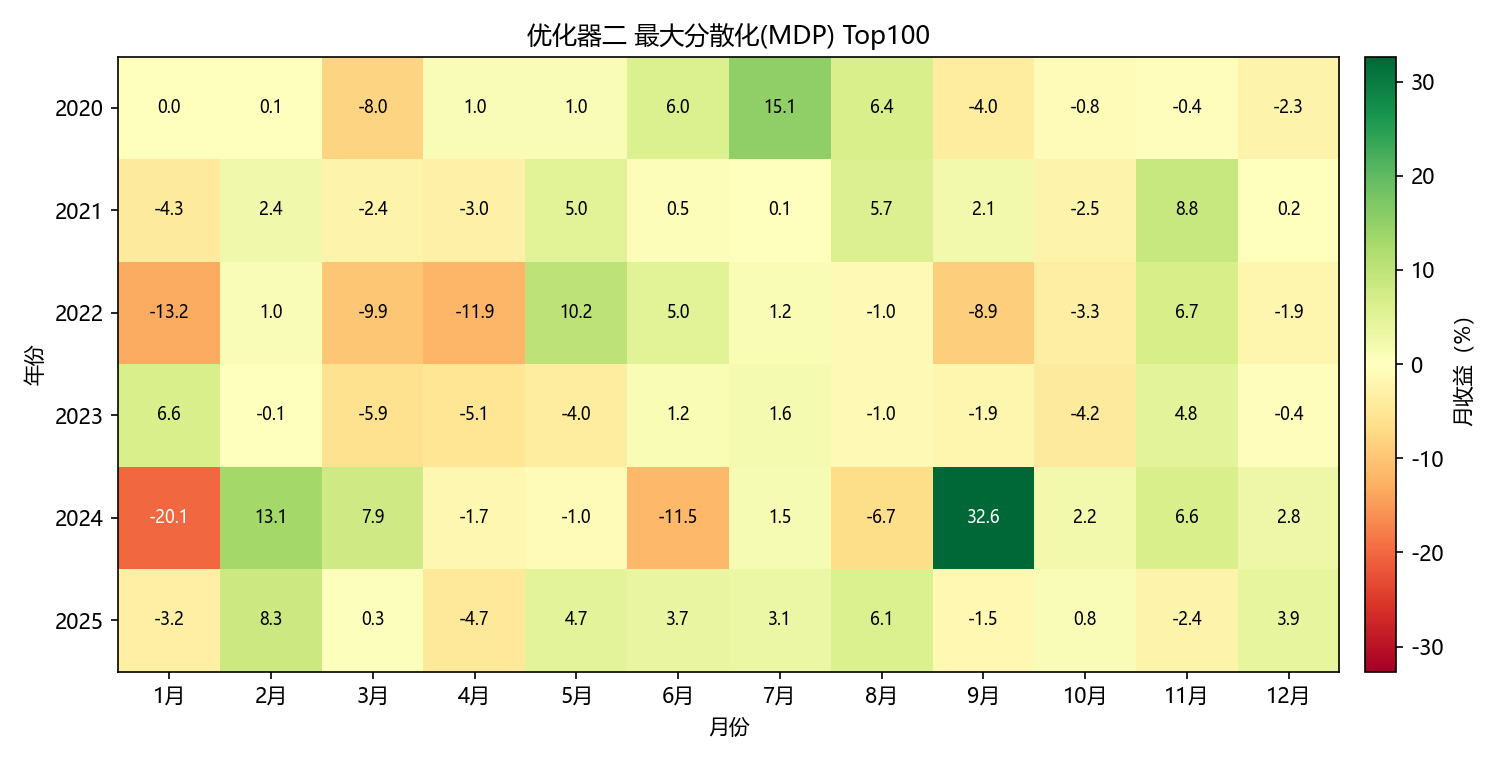 优化器二 最大分散化(MDP) Top100
2020 0.0 0.1 -8.0 1.0 1.0 6.0 15.1 6.4 -4.0 -0.8 -0.4 -2.3
2021 -4.3 2.4 -2.4 -3.0 5.0 0.5 0.1 5.7 2.1 -2.5 8.8 0.2
2022 -13.2 1.0 -9.9 -11.9 10.2 5.0 1.2 -1.0 -8.9 -3.3 6.7 -1.9
2023 6.6 -0.1 -5.9 -5.1 -4.0 1.2 1.6 -1.0 -1.9 -4.2 4.8 -0.4
2024 -20.1 13.1 7.9 -1.7 -1.0 -11.5 1.5 -6.7 32.6 2.2 6.6 2.8
2025 -3.2 8.3 0.3 -4.7 4.7 3.7 3.1 6.1 -1.5 0.8 -2.4 3.9
1月 2月 3月 4月 5月 6月 7月 8月 9月 10月 11月 12月
月份
年份
30
20
10
0
-10
-20
-30
月收益 (%)